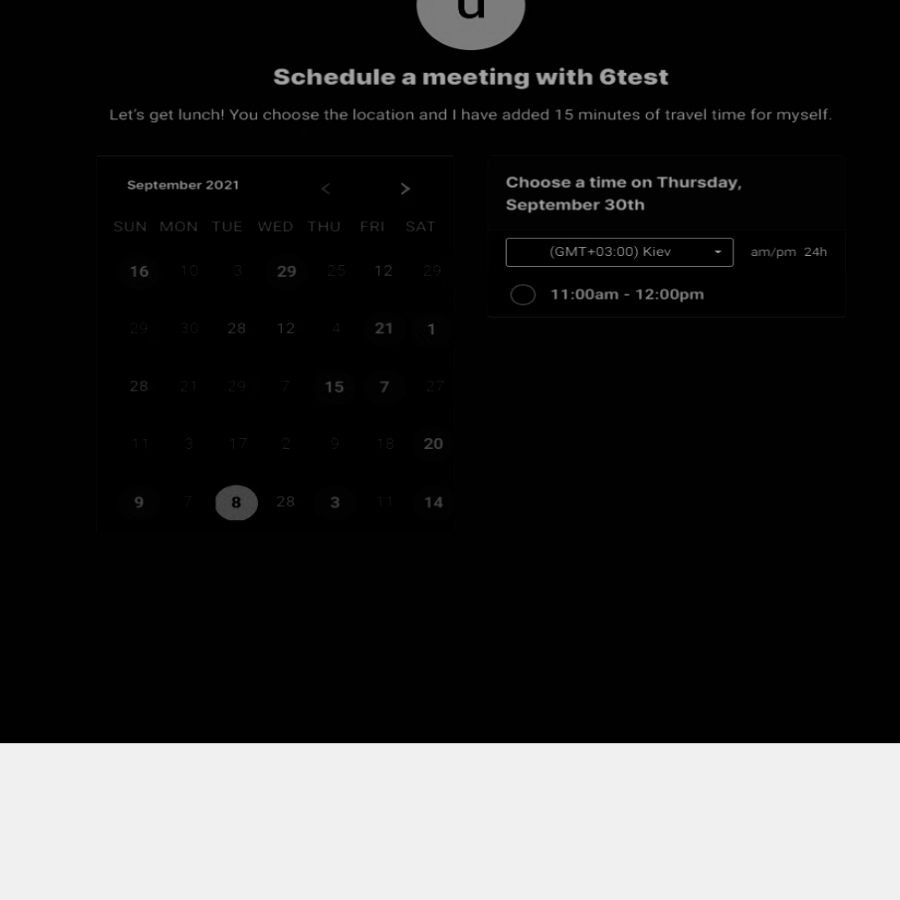 u
Schedule a meeting with 6test
Let's get lunch! You choose the location and I have added 15 minutes of travel time for myself.
September 2021 < >
SUN MON TUE WED THU FRI SAT
16 10 3 29 25 12 29
29 30 28 12 4 21 1
28 21 29 7 15 7 27
11 3 17 2 9 18 20
9 7 8 28 3 11 14
Choose a time on Thursday,
September 30th
(GMT+03:00) Kiev am/pm 24h
11:00am - 12:00pm